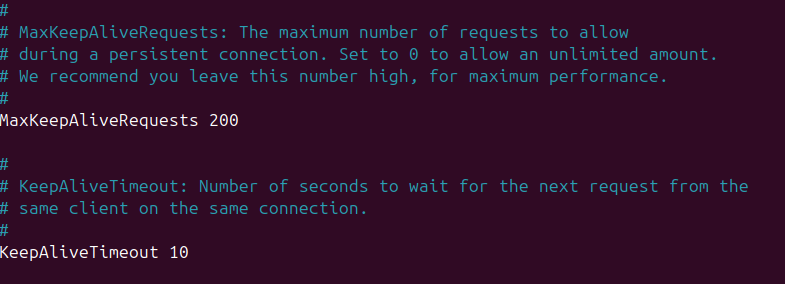 #
# MaxKeepAliveRequests: The maximum number of requests to allow
# during a persistent connection. Set to 0 to allow an unlimited amount.
# We recommend you leave this number high, for maximum performance.
#
MaxKeepAliveRequests 200
#
# KeepAliveTimeout: Number of seconds to wait for the next request from the
# same client on the same connection.
#
KeepAliveTimeout 10